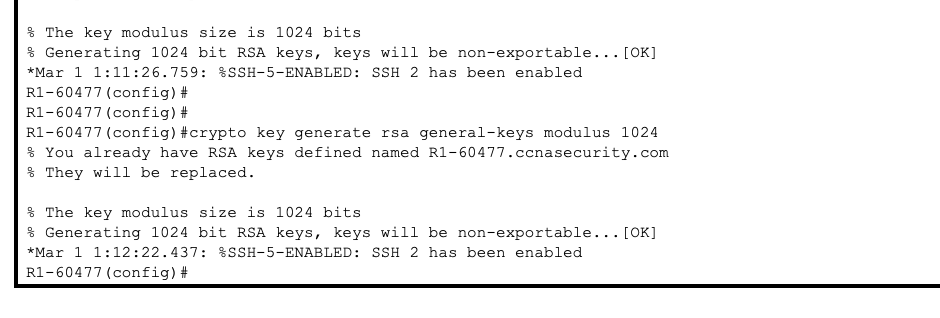 % The key modulus size is 1024 bits
% Generating 1024 bit RSA keys, keys will be non-exportable...[OK]
*Mar 1 1:11:26.759: %SSH-5-ENABLED: SSH 2 has been enabled
R1-60477(config)#
R1-60477(config)#
R1-60477(config)#crypto key generate rsa general-keys modulus 1024
% You already have RSA keys defined named R1-60477.ccnasecurity.com
% They will be replaced.
% The key modulus size is 1024 bits
% Generating 1024 bit RSA keys, keys will be non-exportable...[OK]
*Mar 1 1:12:22.437: %SSH-5-ENABLED: SSH 2 has been enabled
R1-60477(config)#